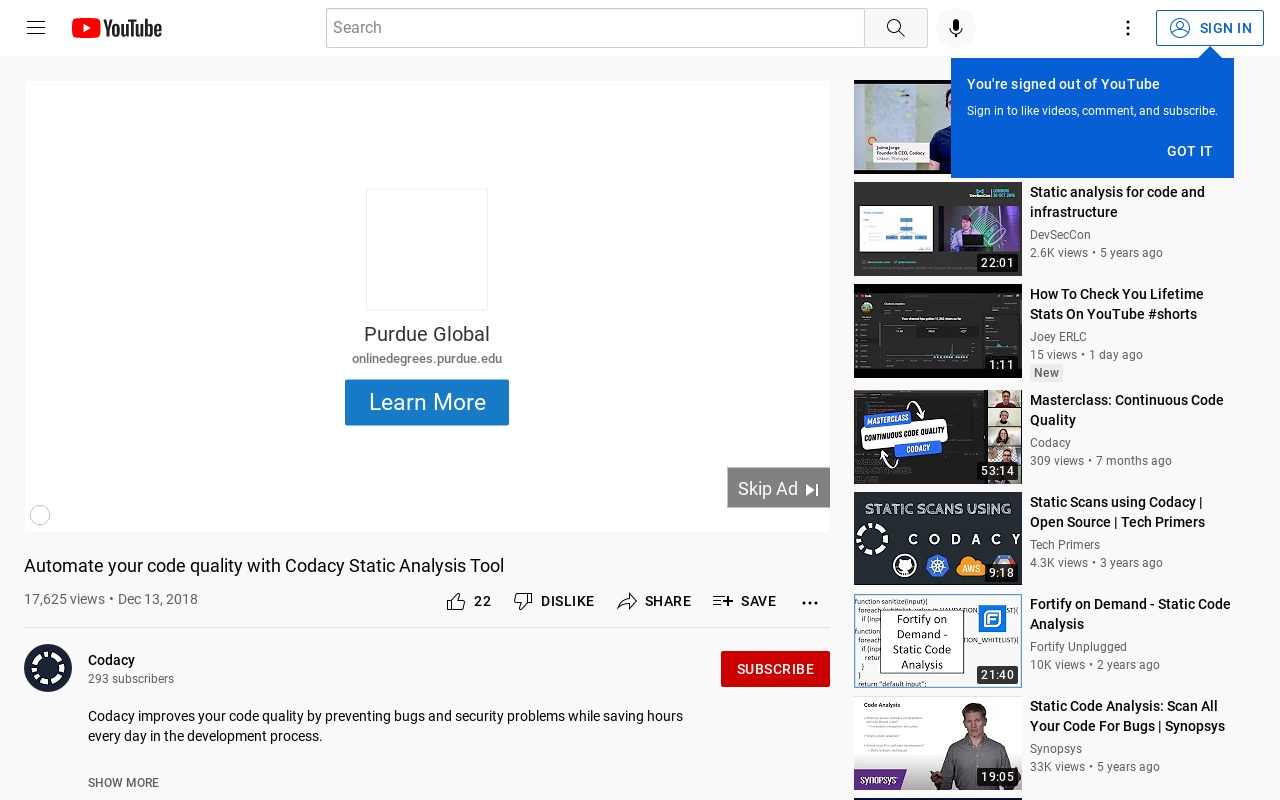 YouTube
Search
SIGN IN
You're signed out of YouTube
Sign in to like videos, comment, and subscribe.
GOT IT
Purdue Global
onlinedegrees.purdue.edu
Learn More
Skip Ad
Automate your code quality with Codacy Static Analysis Tool
17,625 views • Dec 13, 2018
22
DISLIKE
SHARE
SAVE
Codacy
293 subscribers
SUBSCRIBE
Codacy improves your code quality by preventing bugs and security problems while saving hours
every day in the development process.
SHOW MORE
Jaime Jorge
Founder & CEO, Codacy
Lisbon, Portugal
DevSecCon
LONDON
22:01
Static analysis for code and
infrastructure
DevSecCon
2.6K views • 5 years ago
1:11
How To Check You Lifetime
Stats On YouTube #shorts
Joey ERLC
15 views • 1 day ago
New
MASTERCLASS
CONTINUOUS CODE QUALITY
CODACY
53:14
Masterclass: Continuous Code
Quality
Codacy
309 views • 7 months ago
STATIC SCANS USING
CODACY
AWS
9:18
Static Scans using Codacy |
Open Source | Tech Primers
Tech Primers
4.3K views • 3 years ago
function sanitize(input){
Fortify on
Demand -
Static Code
Analysis
return "default input";
21:40
Fortify on Demand - Static Code
Analysis
Fortify Unplugged
10K views • 2 years ago
Code Analysis
SYNOPSYS
19:05
Static Code Analysis: Scan All
Your Code For Bugs | Synopsys
Synopsys
33K views • 5 years ago